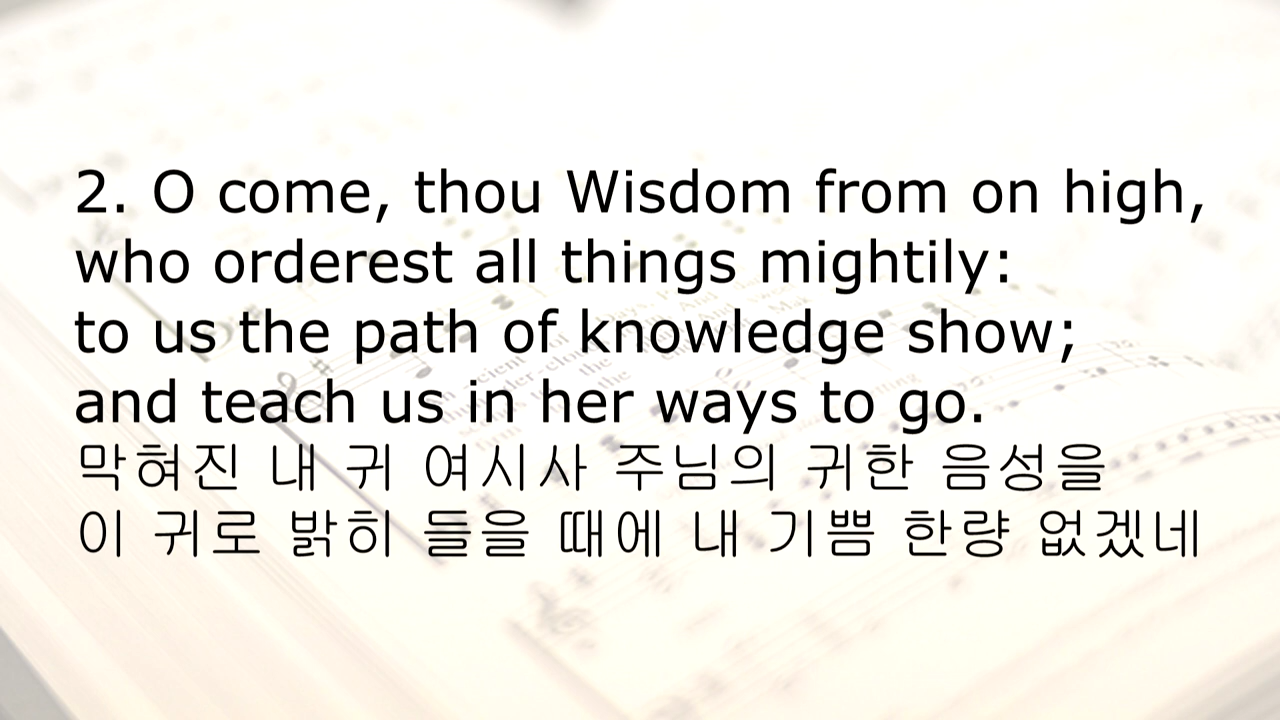 2. O come, thou Wisdom from on high,
who orderest all things mightily:
to us the path of knowledge show;
and teach us in her ways to go.
막혀진 내 귀 여시사 주님의 귀한 음성을
이 귀로 밝히 들을 때에 내 기쁨 한량 없겠네